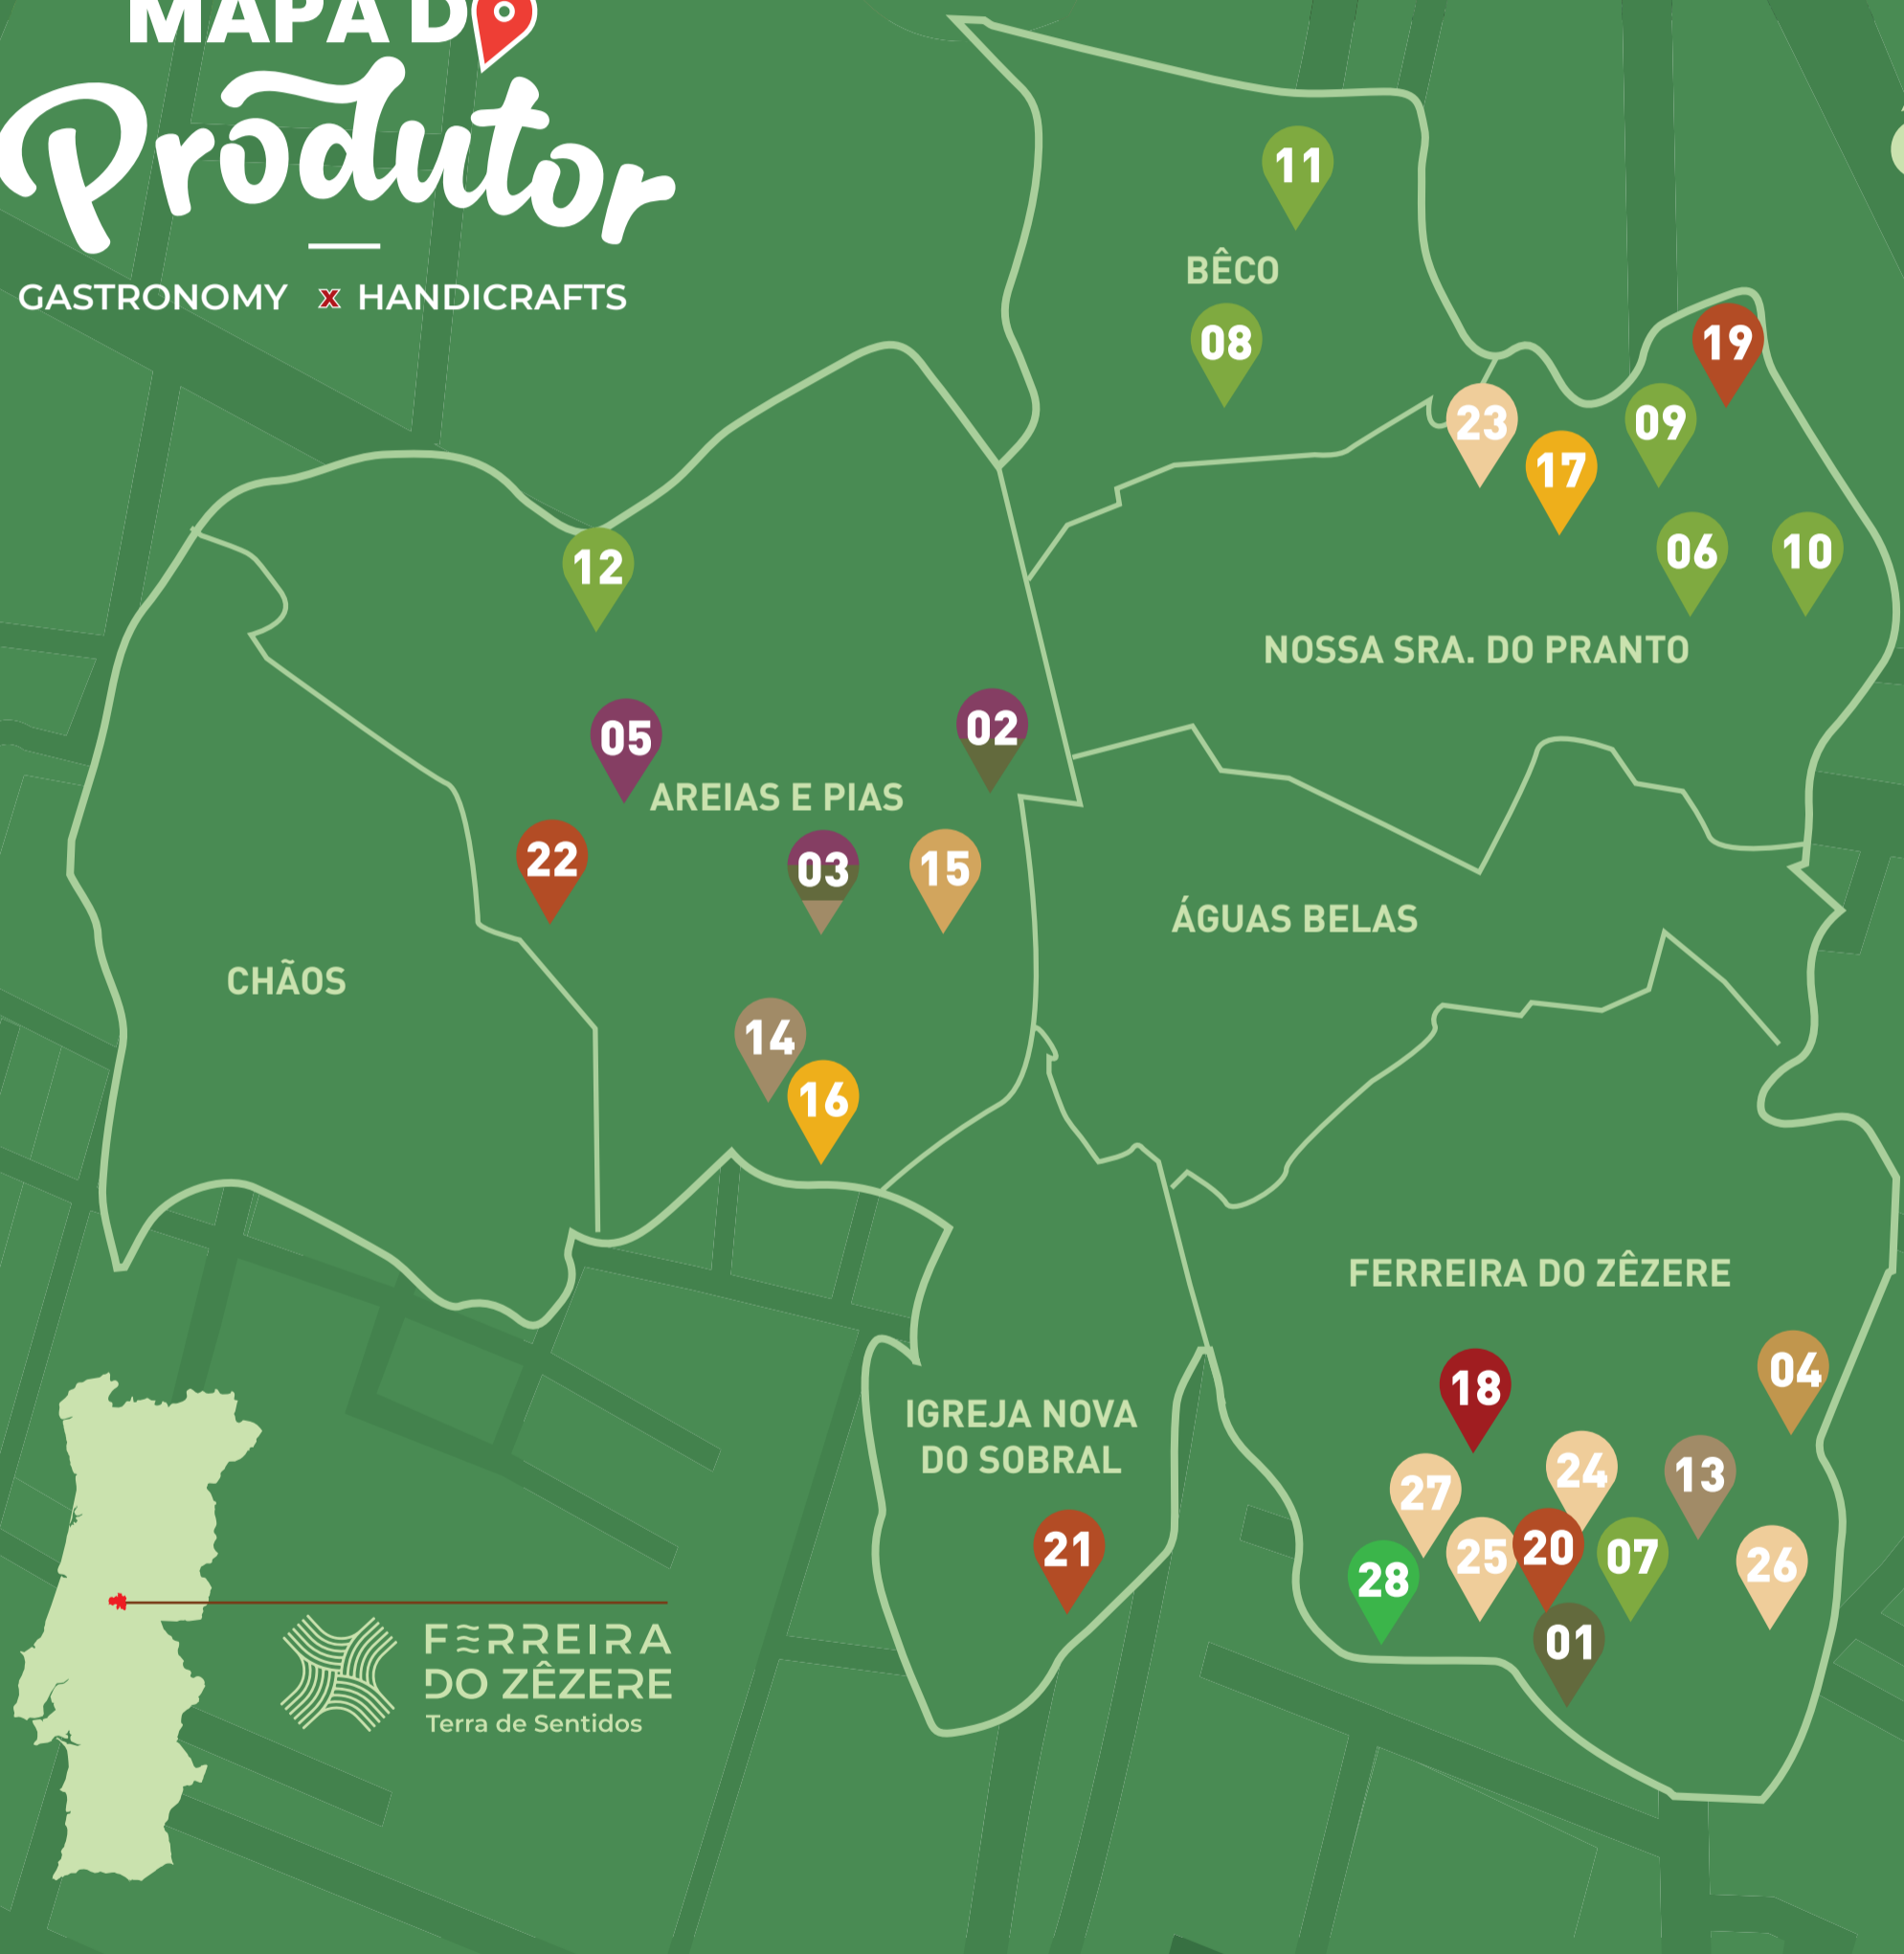 MAPA DO
Produtor
GASTRONOMY x HANDICRAFTS
11
BÊCO
08
19
23
09
17
12
06
10
NOSSA SRA. DO PRANTO
05
02
AREIAS E PIAS
22
03
15
ÁGUAS BELAS
CHÃOS
14
16
FERREIRA DO ZÊZERE
04
18
IGREJA NOVA
DO SOBRAL
27
24
13
21
28
25
20
07
26
01
FERREIRA
DO ZÊZERE
Terra de Sentidos